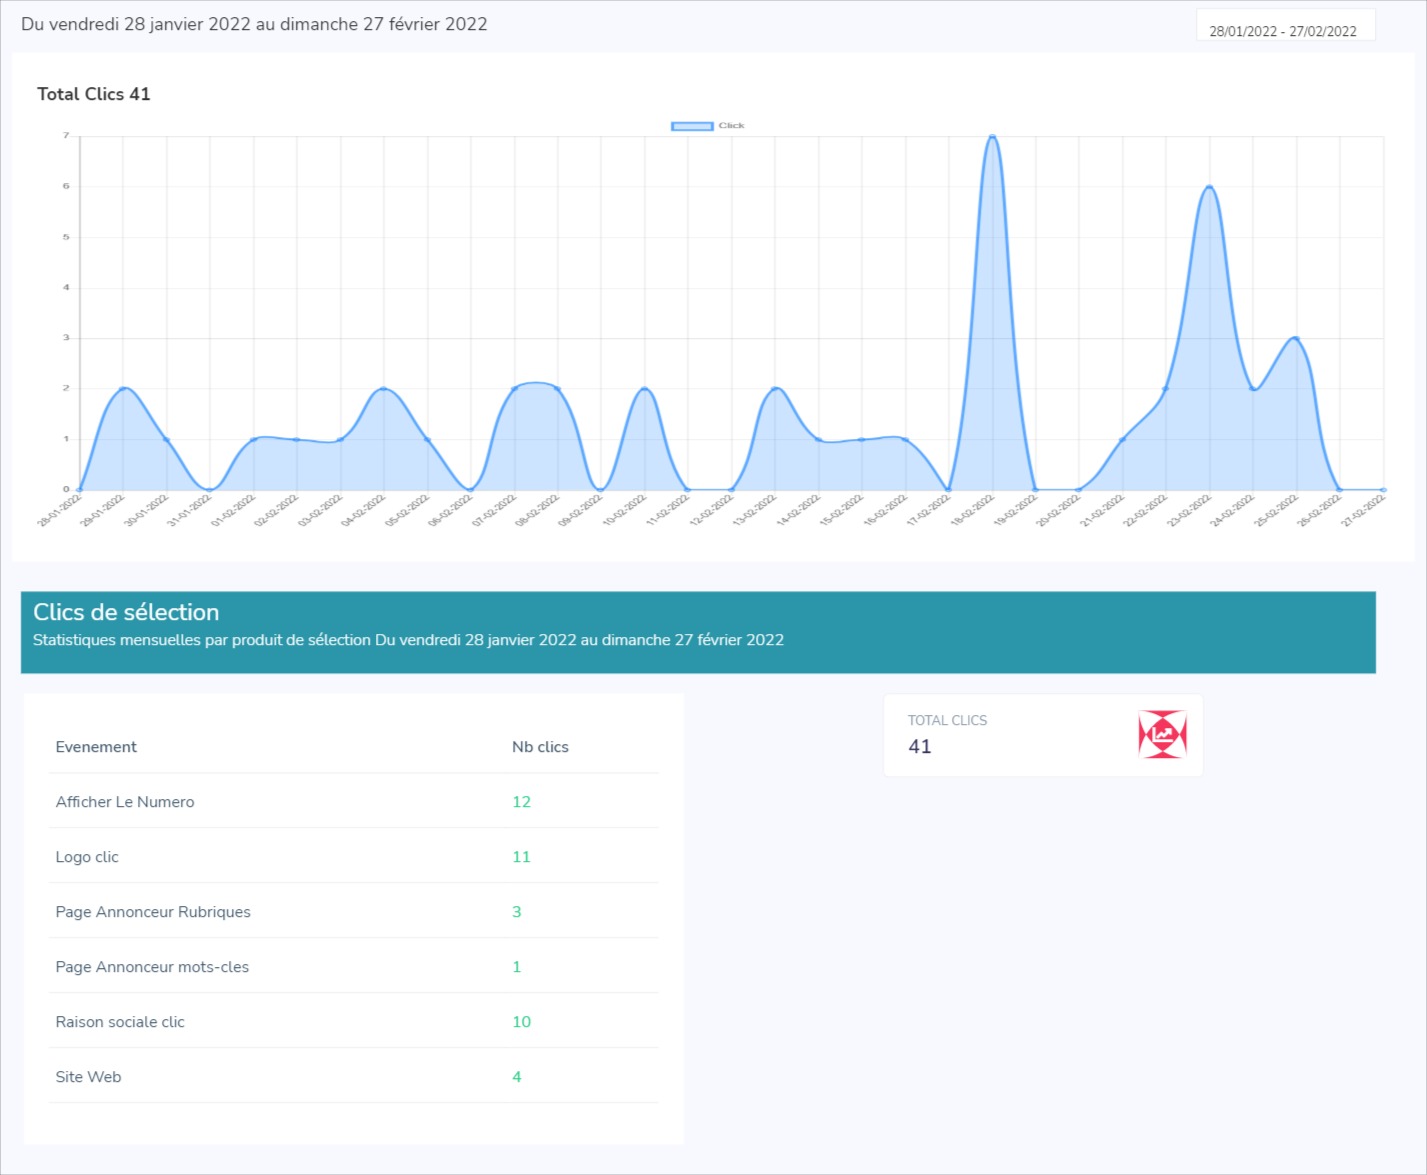 Du vendredi 28 janvier 2022 au dimanche 27 février 2022
28/01/2022 - 27/02/2022
Total Clics 41
Click
7
6
5
4
3
2
1
0
28-01-2022
29-01-2022
30-01-2022
31-01-2022
01-02-2022
02-02-2022
03-02-2022
04-02-2022
05-02-2022
06-02-2022
07-02-2022
08-02-2022
09-02-2022
10-02-2022
11-02-2022
12-02-2022
13-02-2022
14-02-2022
15-02-2022
16-02-2022
17-02-2022
18-02-2022
19-02-2022
20-02-2022
21-02-2022
22-02-2022
23-02-2022
24-02-2022
25-02-2022
26-02-2022
27-02-2022
Clics de sélection
Statistiques mensuelles par produit de sélection Du vendredi 28 janvier 2022 au dimanche 27 février 2022
Evenement Nb clics
Afficher Le Numero 12
Logo clic 11
Page Annonceur Rubriques 3
Page Annonceur mots-cles 1
Raison sociale clic 10
Site Web 4
TOTAL CLICS
41